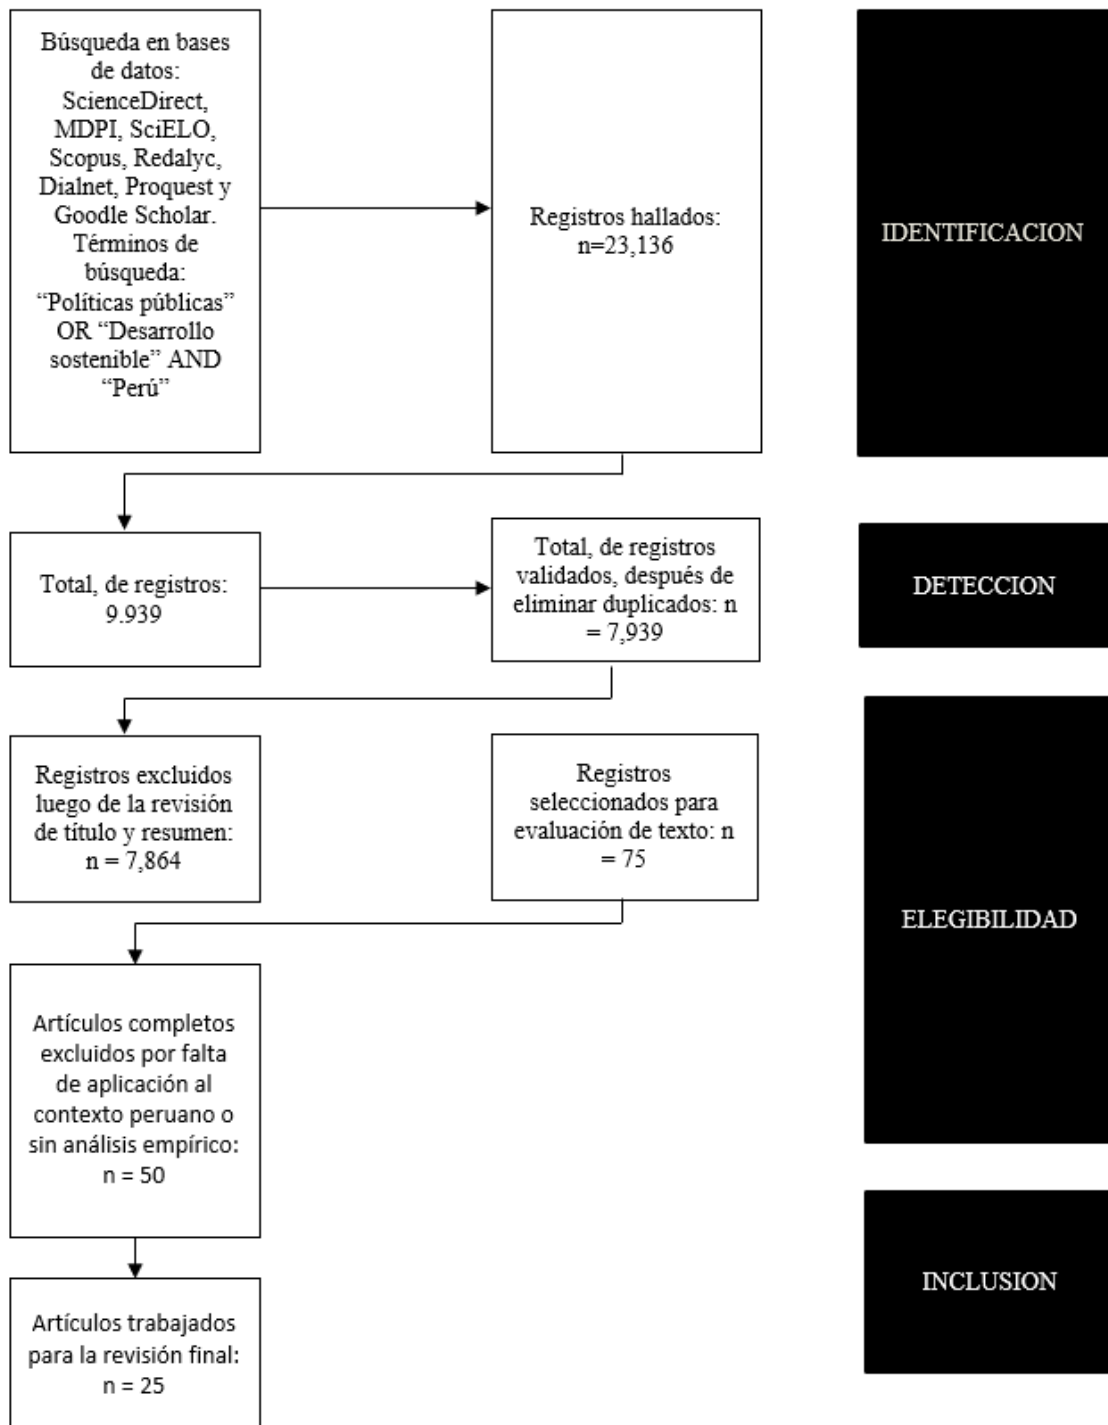 Búsqueda en bases
de datos:
ScienceDirect,
MDPI, SciELO,
Scopus, Redalyc,
Dialnet, Proquest y
Goodle Scholar.
Términos de
búsqueda:
“Políticas públicas”
OR “Desarrollo
sostenible” AND
“Perú”
Registros hallados:
n=23,136
IDENTIFICACION
Total, de registros:
9.939
Total, de registros
validados, después de
eliminar duplicados: n
= 7,939
DETECCION
Registros excluidos
luego de la revisión
de título y resumen:
n = 7,864
Registros
seleccionados para
evaluación de texto: n
= 75
ELEGIBILIDAD
Artículos completos
excluidos por falta
de aplicación al
contexto peruano o
sin análisis empírico:
n = 50
INCLUSION
Artículos trabajados
para la revisión final:
n = 25